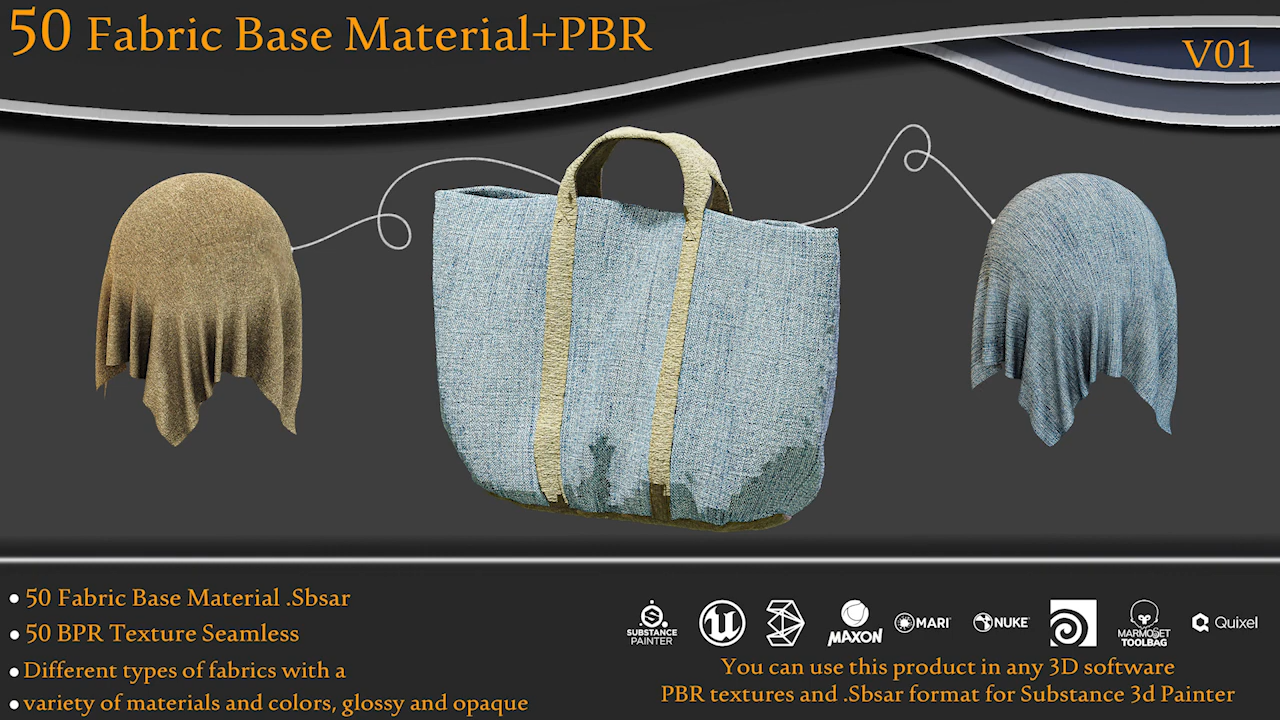 50 Fabric Base Material+PBR
V01
50 Fabric Base Material .Sbsar
50 BPR Texture Seamless
Different types of fabrics with a
variety of materials and colors, glossy and opaque
SUBSTANCE
PAINTER
MAXON
MARI
NUKE
MARMOSET
TOOLBAG
Quixel
You can use this product in any 3D software
PBR textures and .Sbsar format for Substance 3d Painter